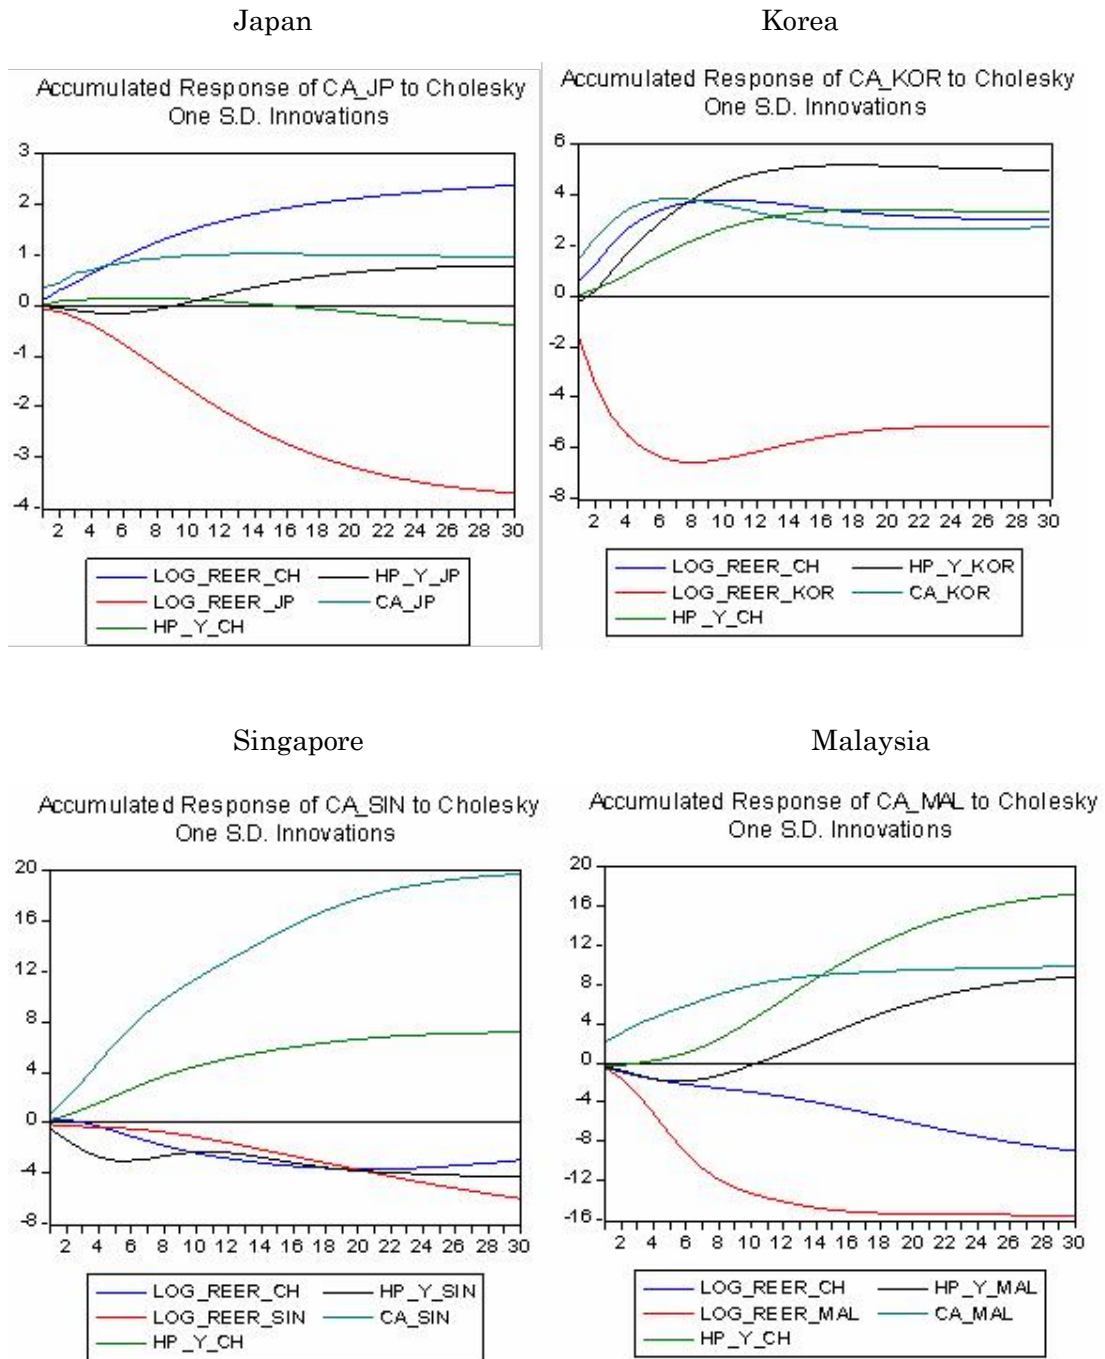 Japan
Korea
Accumulated Response of CA_JP to Cholesky
One S.D. Innovations
3
2
1
0
-1
-2
-3
-4
2 4 6 8 10 12 14 16 18 20 22 24 26 28 30
LOG_REER_CH HP_Y_JP
LOG_REER_JP CA_JP
HP_Y_CH
Accumulated Response of CA_KOR to Cholesky
One S.D. Innovations
6
4
2
0
-2
-4
-6
-8
2 4 6 8 10 12 14 16 18 20 22 24 26 28 30
LOG_REER_CH HP_Y_KOR
LOG_REER_KOR CA_KOR
HP_Y_CH
Singapore
Malaysia
Accumulated Response of CA_SIN to Cholesky
One S.D. Innovations
20
16
12
8
4
0
-4
-8
2 4 6 8 10 12 14 16 18 20 22 24 26 28 30
LOG_REER_CH HP_Y_SIN
LOG_REER_SIN CA_SIN
HP_Y_CH
Accumulated Response of CA_MAL to Cholesky
One S.D. Innovations
20
16
12
8
4
0
-4
-8
-12
-16
2 4 6 8 10 12 14 16 18 20 22 24 26 28 30
LOG_REER_CH HP_Y_MAL
LOG_REER_MAL CA_MAL
HP_Y_CH